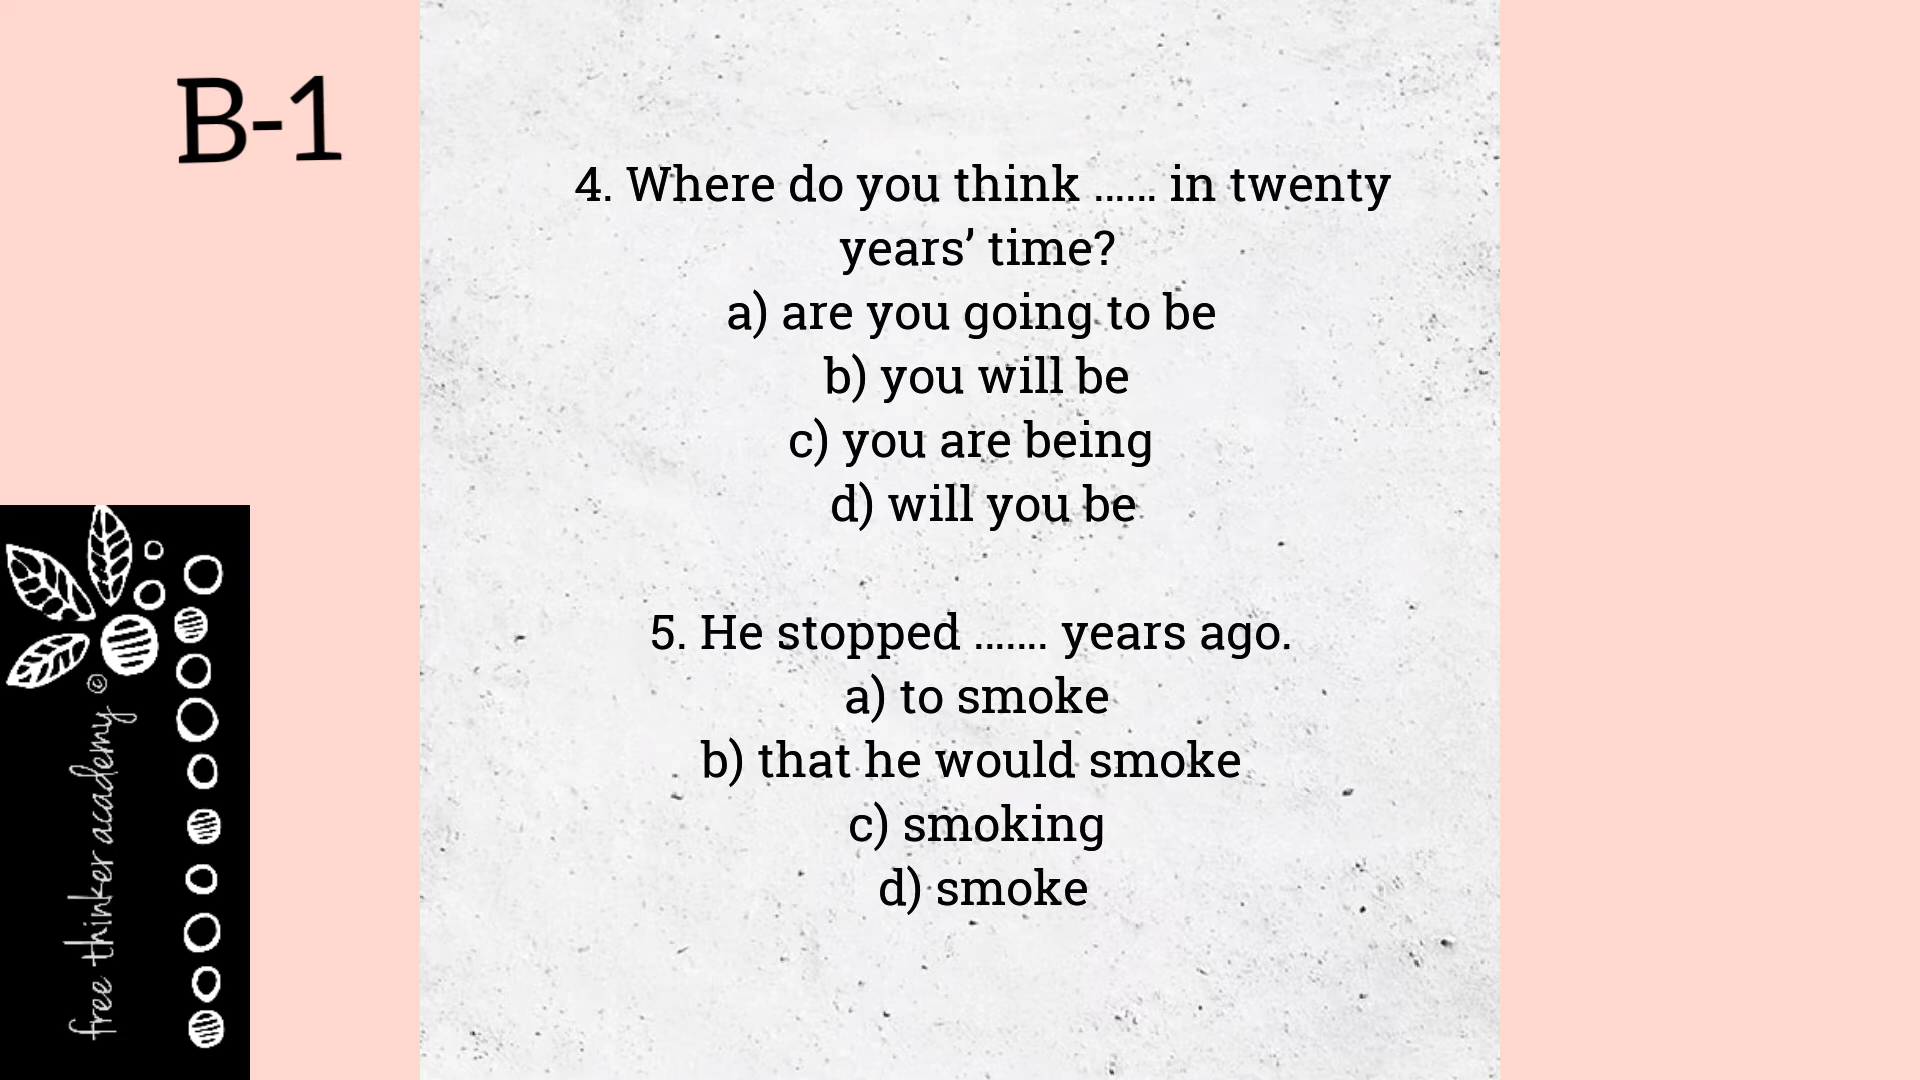 B-1
4. Where do you think ...... in twenty
years’ time?
a) are you going to be
b) you will be
c) you are being
d) will you be
5. He stopped ....... years ago.
a) to smoke
b) that he would smoke
c) smoking
d) smoke
free thinker academy ©